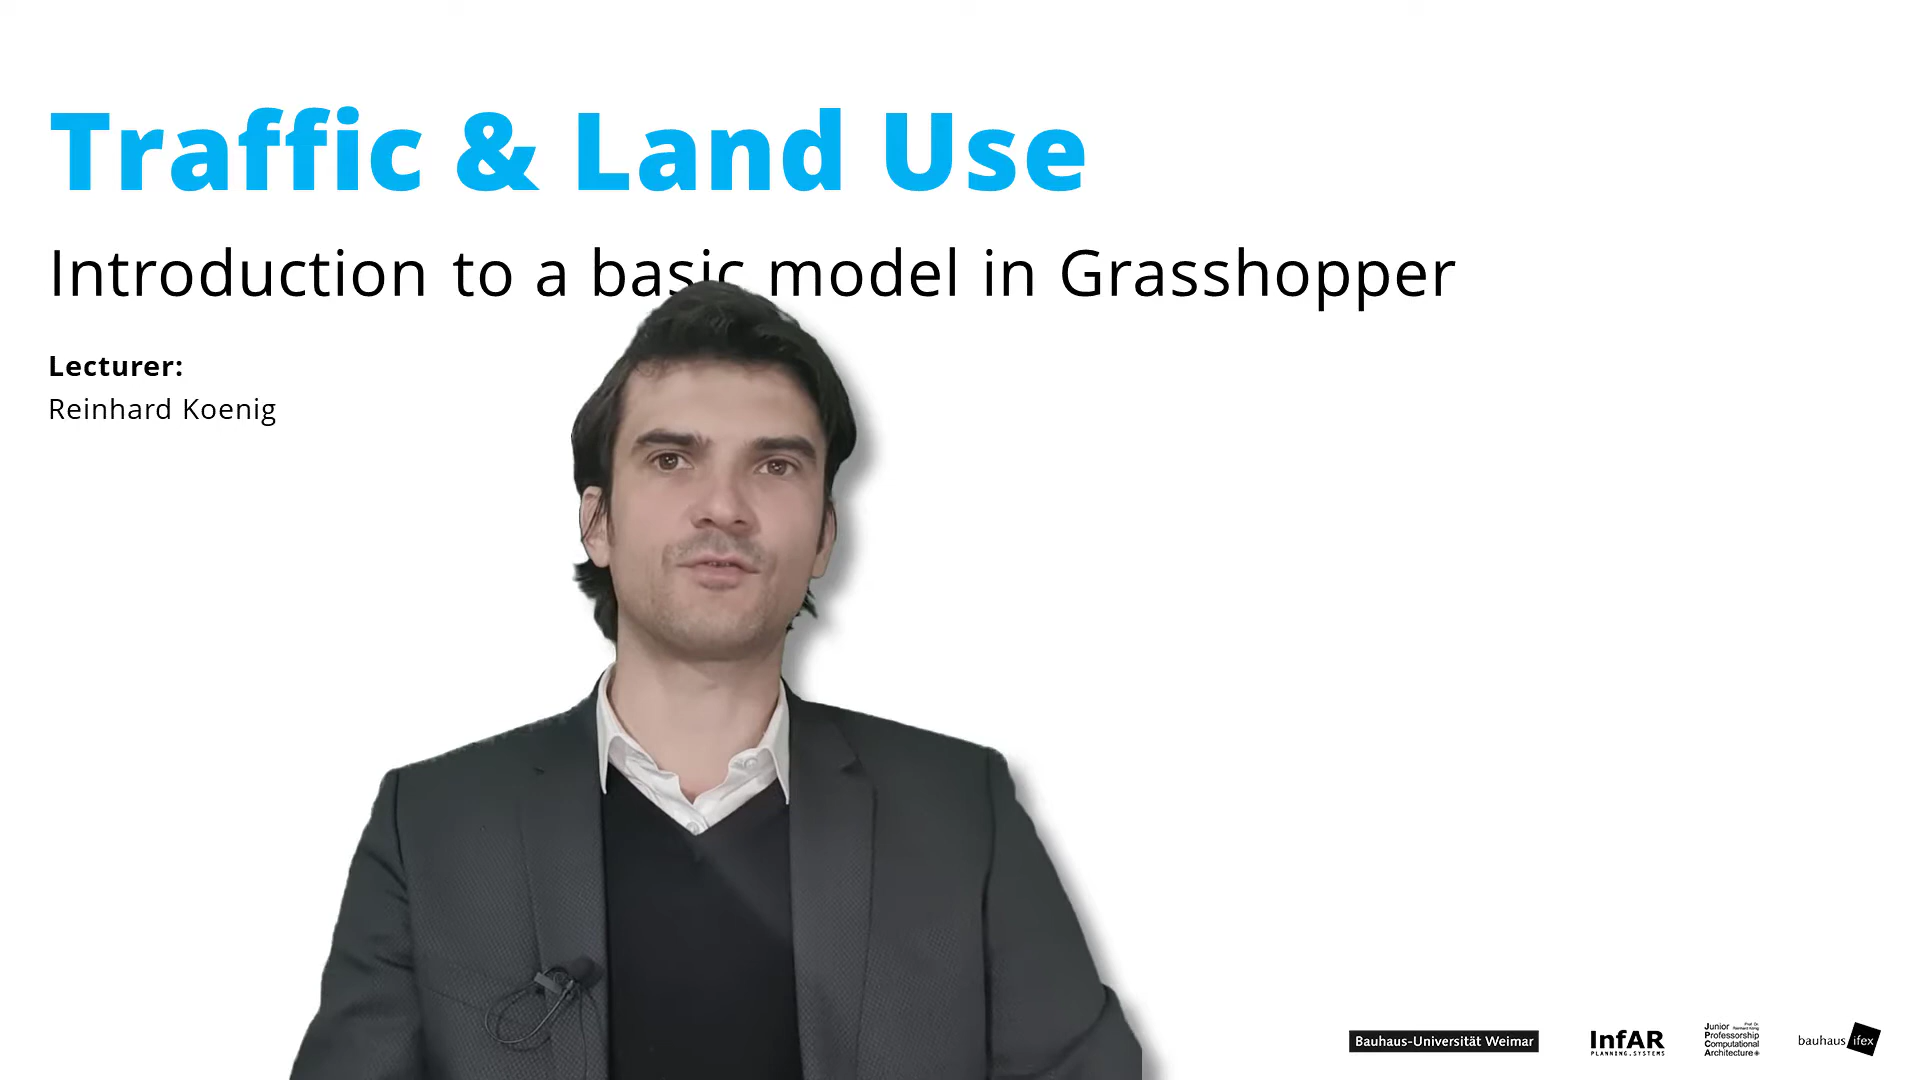 Traffic & Land Use
Introduction to a basic model in Grasshopper
Lecturer:
Reinhard Koenig
Bauhaus-Universität Weimar
InfAR
PLANNING.SYSTEMS
Junior
Professorship
Computational
Architecture
bauhaus ifex